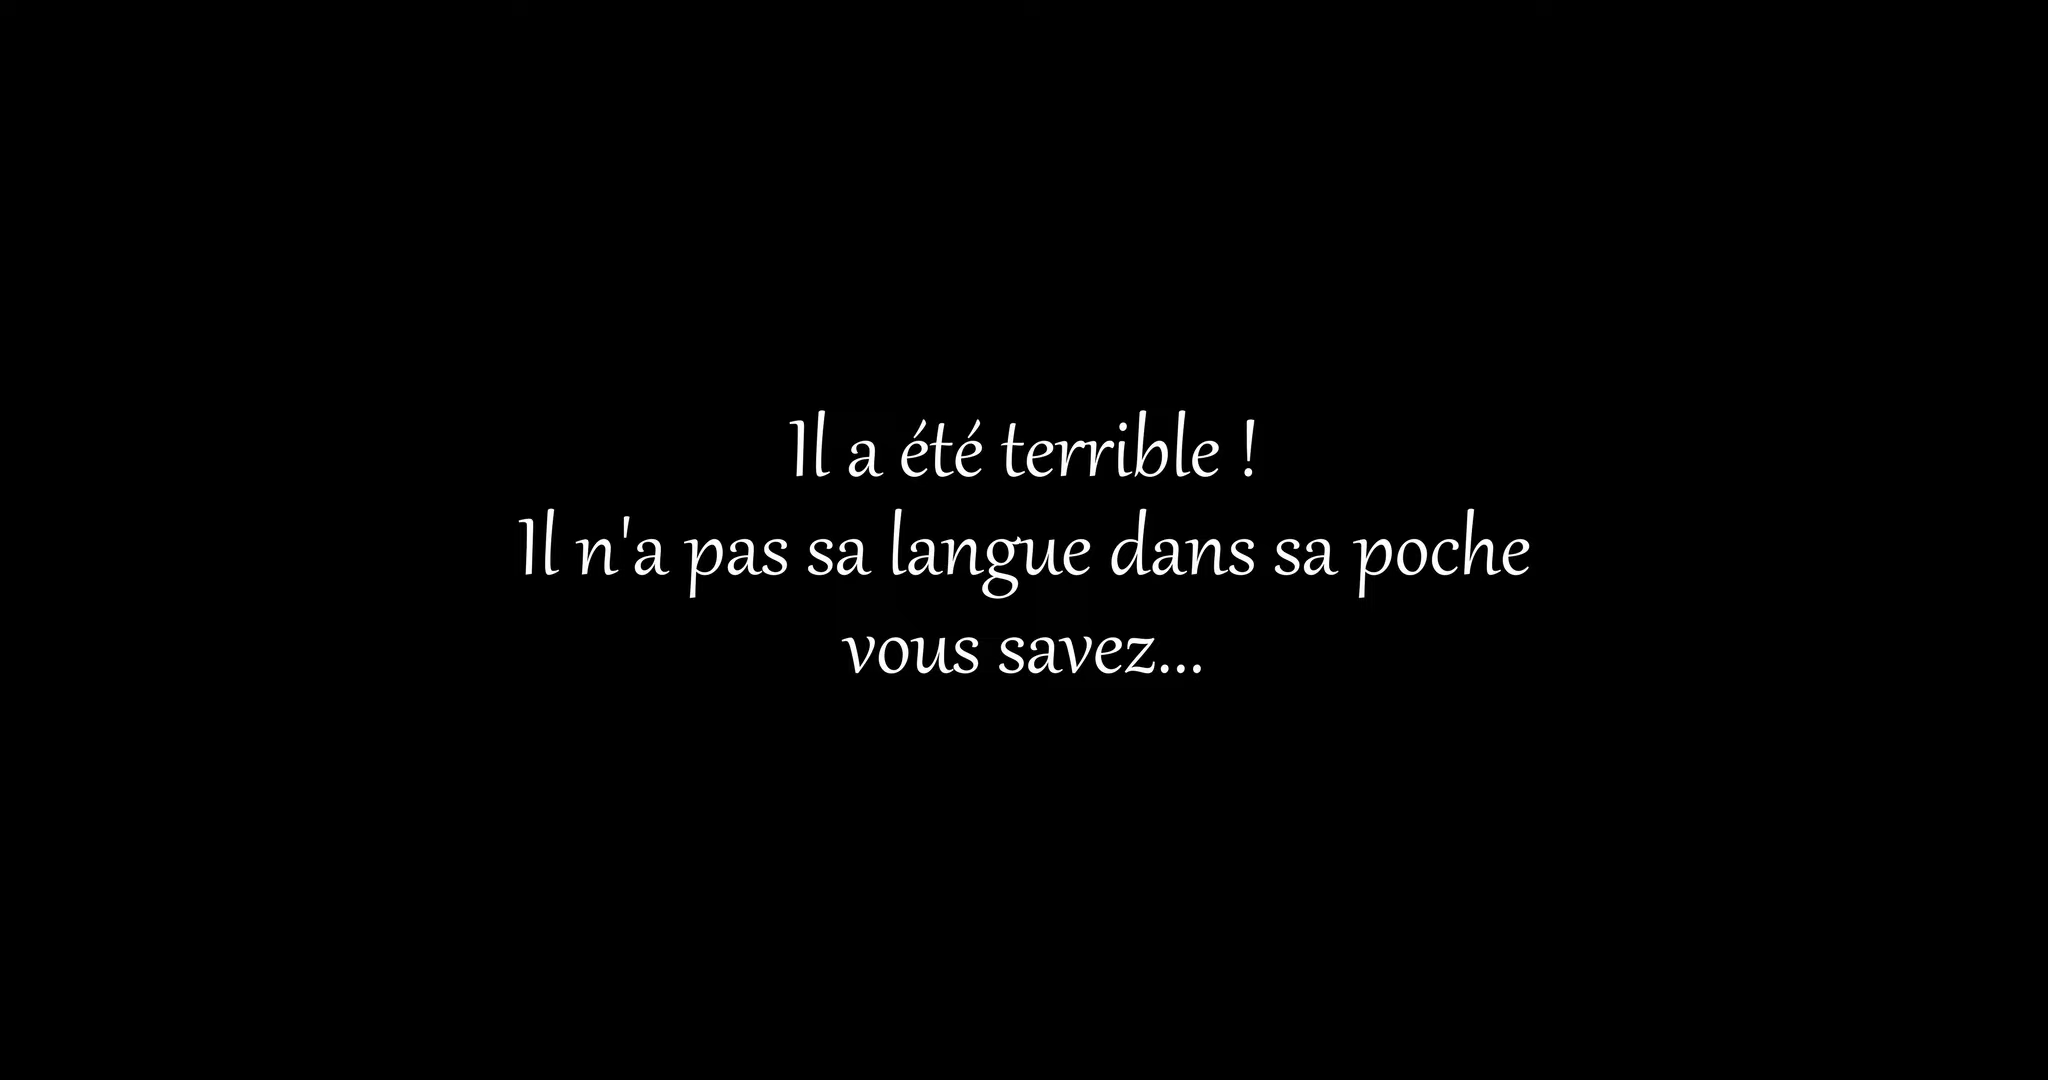 Il a été terrible !
Il n'a pas sa langue dans sa poche
vous savez...